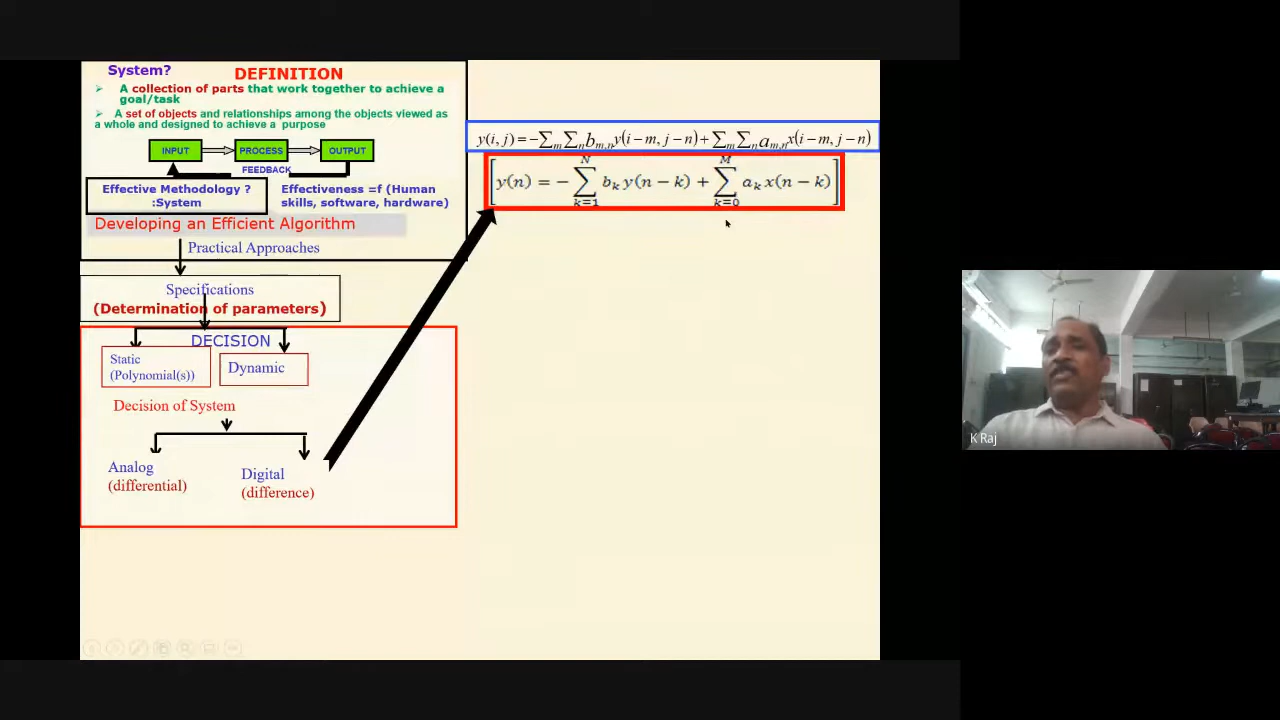 System?
DEFINITION
A collection of parts that work together to achieve a
goal/task
A set of objects and relationships among the objects viewed as
a whole and designed to achieve a purpose
INPUT
PROCESS
OUTPUT
FEEDBACK
Effective Methodology ?
:System
Effectiveness =f (Human
skills, software, hardware)
Developing an Efficient Algorithm
Practical Approaches
Specifications
(Determination of parameters)
DECISION
Static
(Polynomial(s))
Dynamic
Decision of System
Analog
(differential)
Digital
(difference)
y(i, j) = -∑m ∑n bm,n y(i-m, j-n) + ∑m ∑n am,n x(i-m, j-n)
[y(n) = - ∑k=1^N bk y(n-k) + ∑k=0^M ak x(n-k)]
K Raj